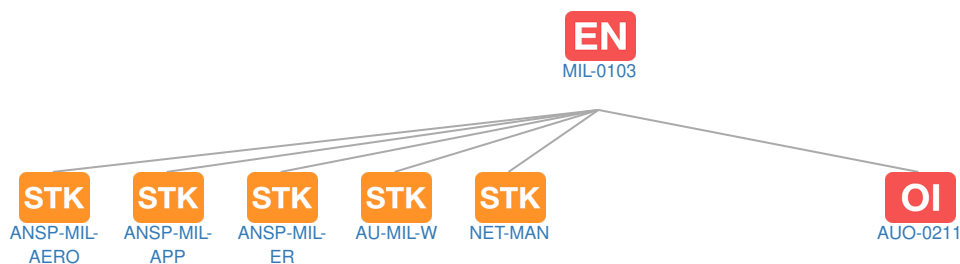 EN
MIL-0103
STK STK STK STK STK OI
ANSP-MIL- ANSP-MIL- ANSP-MIL- AU-MIL-W NET-MAN AUO-0211
AERO APP ER